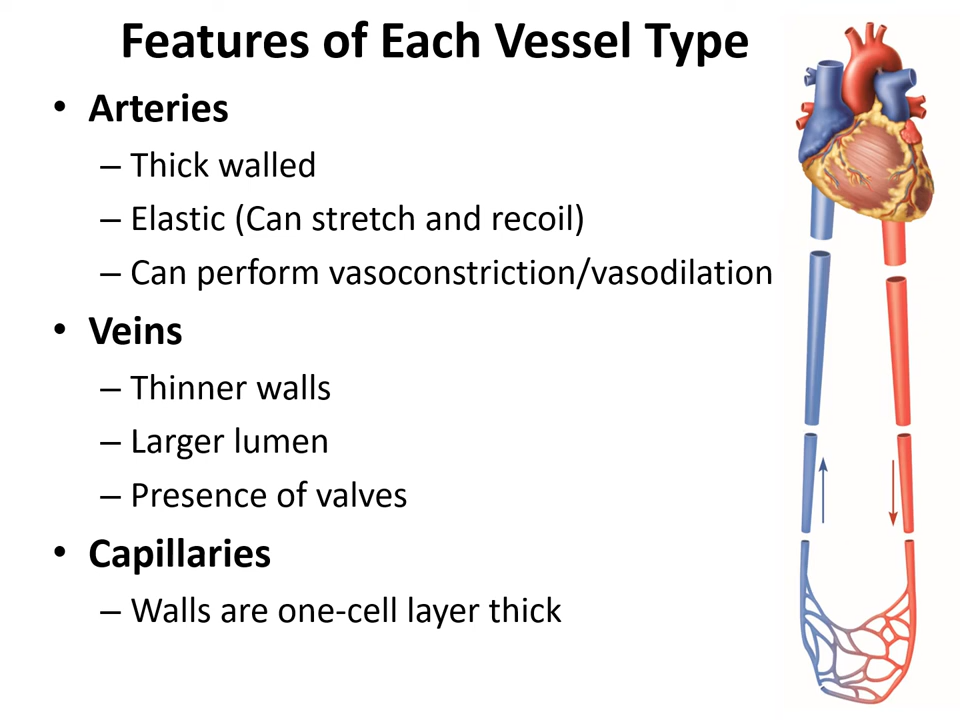 Features of Each Vessel Type
• Arteries
– Thick walled
– Elastic (Can stretch and recoil)
– Can perform vasoconstriction/vasodilation
• Veins
– Thinner walls
– Larger lumen
– Presence of valves
• Capillaries
– Walls are one-cell layer thick